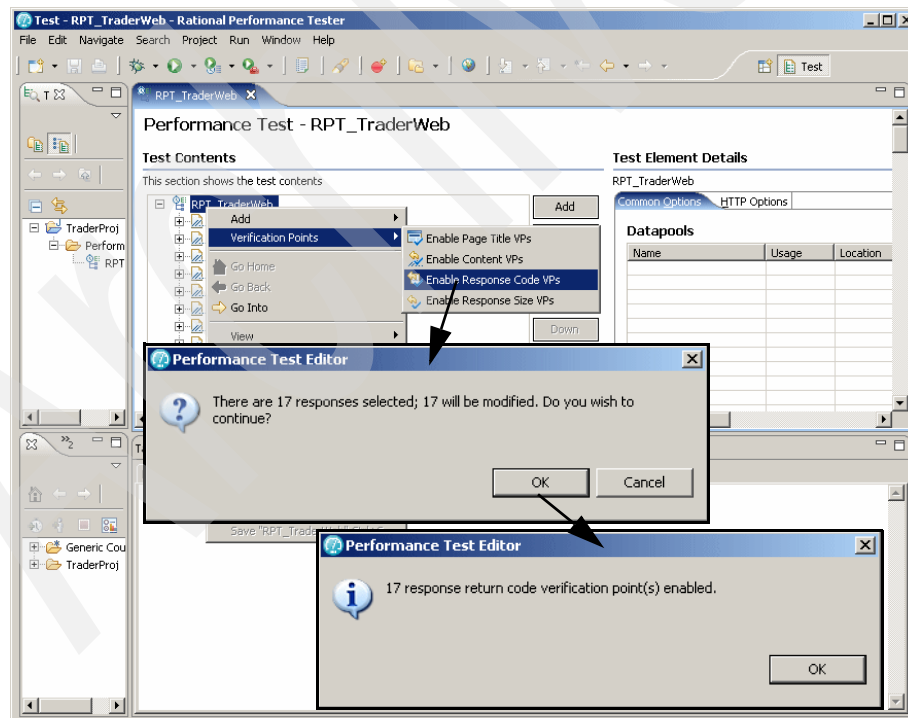 Test - RPT_TraderWeb - Rational Performance Tester
File Edit Navigate Search Project Run Window Help
Test
T
RPT_TraderWeb
Performance Test - RPT_TraderWeb
Test Contents
This section shows the test contents
RPT_TraderWeb
Add
Test Element Details
RPT_TraderWeb
Common Options HTTP Options
Datapools
Name Usage Location
TraderProj
Perform
RPT
Add
Verification Points
Go Home
Go Back
Go Into
View
Enable Page Title VPs
Enable Content VPs
Enable Response Code VPs
Enable Response Size VPs
Down
Performance Test Editor
There are 17 responses selected; 17 will be modified. Do you wish to
continue?
OK Cancel
2
Save "RPT_Trade
Generic Cou
TraderProj
Performance Test Editor
17 response return code verification point(s) enabled.
OK